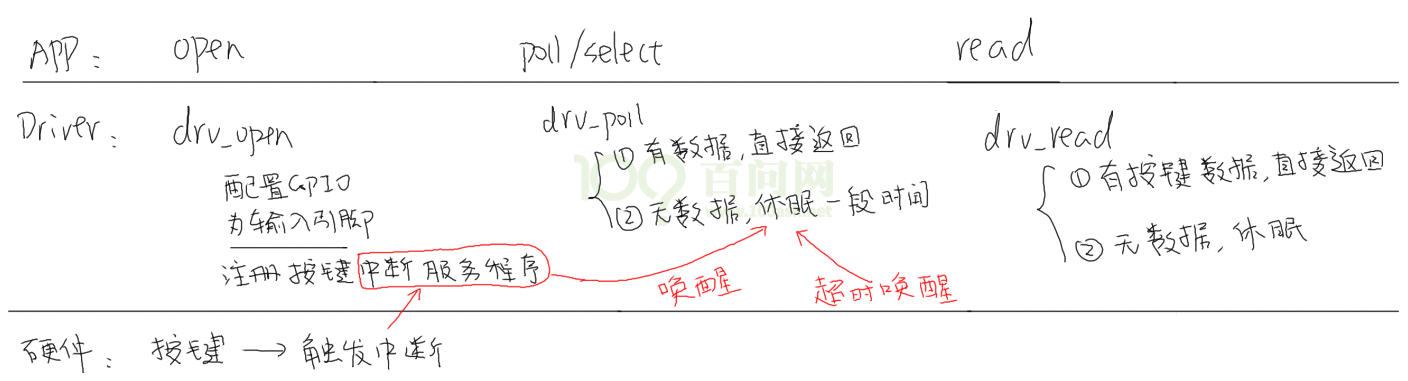 APP： open poll/select read
Driver： drv_open drv_poll drv_read
配置GPIO
为输入引脚
注册按键中断服务程序
①有数据,直接返回
②无数据,休眠一段时间
唤醒
超时唤醒
①有按键数据,直接返回
②无数据,休眠
硬件： 按键 → 触发中断
百问网